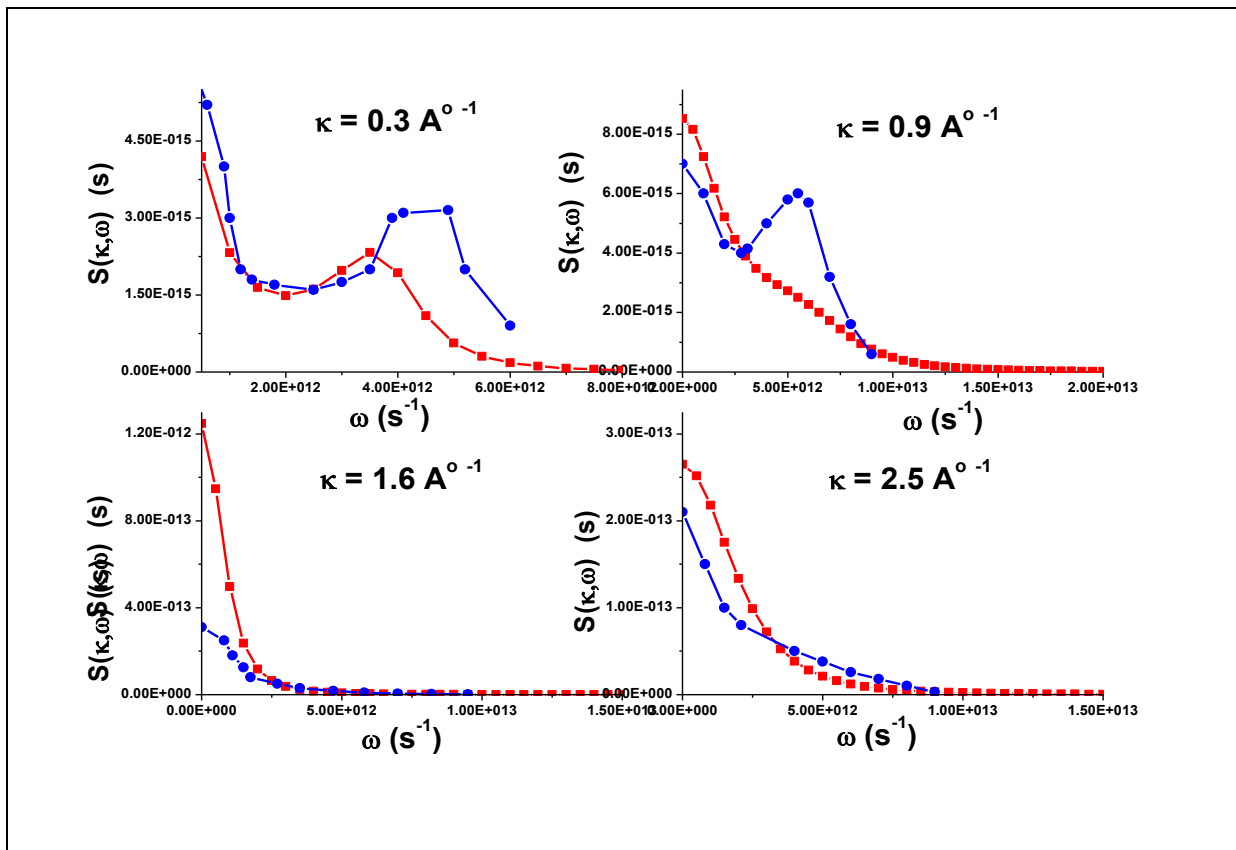 κ = 0.3 A° ⁻¹
S(κ,ω) (s)
4.50E-015
3.00E-015
1.50E-015
0.00E+000
2.00E+012
4.00E+012
6.00E+012
8.00E+012
ω (s⁻¹)
κ = 0.9 A° ⁻¹
S(κ,ω) (s)
8.00E-015
6.00E-015
4.00E-015
2.00E-015
0.00E+000
0.00E+000
5.00E+012
1.00E+013
1.50E+013
2.00E+013
ω (s⁻¹)
κ = 1.6 A° ⁻¹
S(κ,ω) (s)
S(κ,ω) (s)
1.20E-012
8.00E-013
4.00E-013
0.00E+000
0.00E+000
5.00E+012
1.00E+013
1.50E+013
ω (s⁻¹)
κ = 2.5 A° ⁻¹
S(κ,ω) (s)
3.00E-013
2.00E-013
1.00E-013
0.00E+000
0.00E+000
5.00E+012
1.00E+013
1.50E+013
ω (s⁻¹)